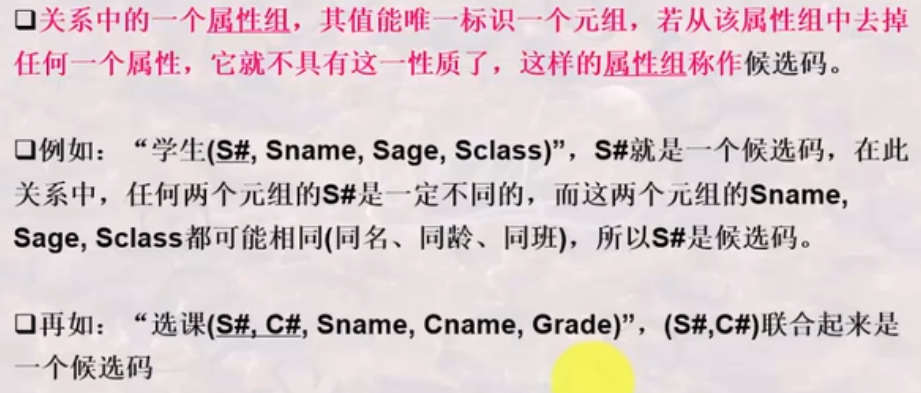 ❑关系中的一个属性组，其值能唯一标识一个元组，若从该属性组中去掉
任何一个属性，它就不具有这一性质了，这样的属性组称作候选码。
❑例如：“学生(S#, Sname, Sage, Sclass)”，S#就是一个候选码，在此
关系中，任何两个元组的S#是一定不同的，而这两个元组的Sname,
Sage, Sclass都可能相同(同名、同龄、同班)，所以S#是候选码。
❑再如：“选课(S#, C#, Sname, Cname, Grade)”，(S#,C#)联合起来是
一个候选码